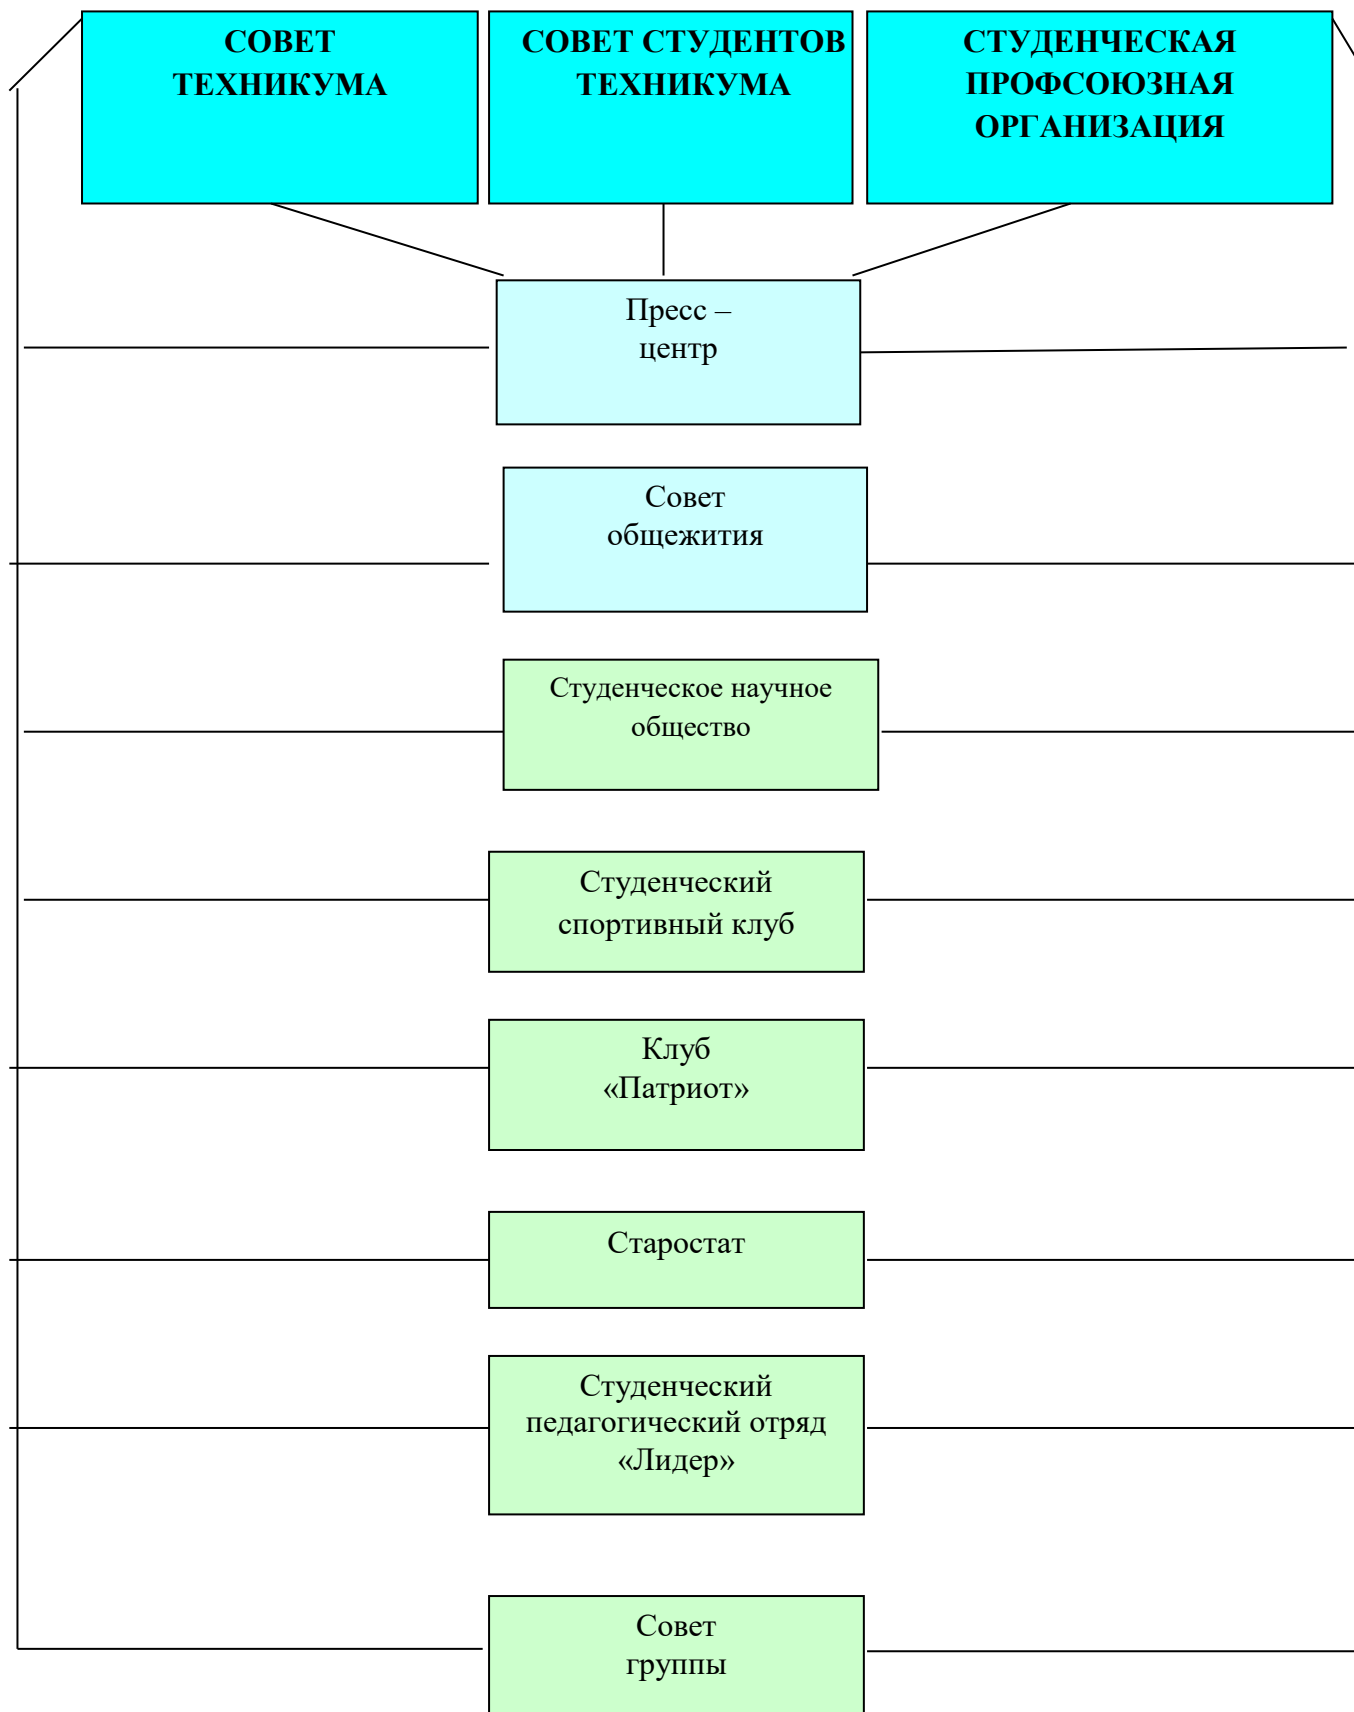 СОВЕТ
ТЕХНИКУМА
СОВЕТ СТУДЕНТОВ
ТЕХНИКУМА
СТУДЕНЧЕСКАЯ
ПРОФСОЮЗНАЯ
ОРГАНИЗАЦИЯ
Пресс –
центр
Совет
общежития
Студенческое научное
общество
Студенческий
спортивный клуб
Клуб
«Патриот»
Старостат
Студенческий
педагогический отряд
«Лидер»
Совет
группы